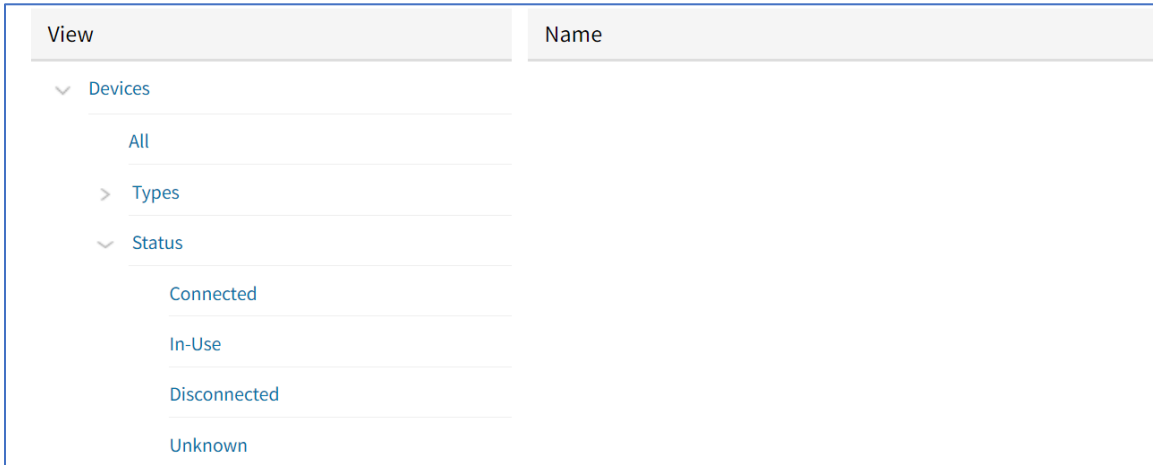 View
Name
Devices
All
Types
Status
Connected
In-Use
Disconnected
Unknown